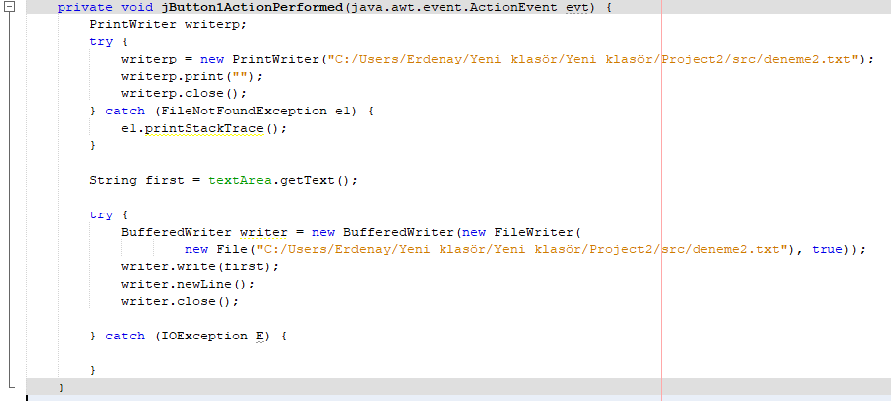 private void jButton1ActionPerformed(java.awt.event.ActionEvent evt) {
PrintWriter writerp;
try {
writerp = new PrintWriter("C:/Users/Erdenay/Yeni klasör/Yeni klasör/Project2/src/deneme2.txt");
writerp.print("");
writerp.close();
} catch (FileNotFoundException e1) {
e1.printStackTrace();
}
String first = textArea.getText();
try {
BufferedWriter writer = new BufferedWriter(new FileWriter(
new File("C:/Users/Erdenay/Yeni klasör/Yeni klasör/Project2/src/deneme2.txt"), true));
writer.write(first);
writer.newLine();
writer.close();
} catch (IOException E) {
}
}